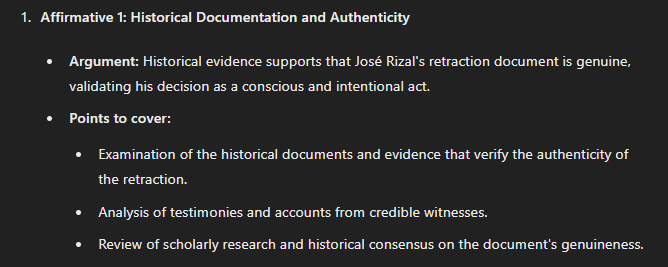 1. Affirmative 1: Historical Documentation and Authenticity
• Argument: Historical evidence supports that José Rizal's retraction document is genuine,
validating his decision as a conscious and intentional act.
• Points to cover:
• Examination of the historical documents and evidence that verify the authenticity of
the retraction.
• Analysis of testimonies and accounts from credible witnesses.
• Review of scholarly research and historical consensus on the document's genuineness.